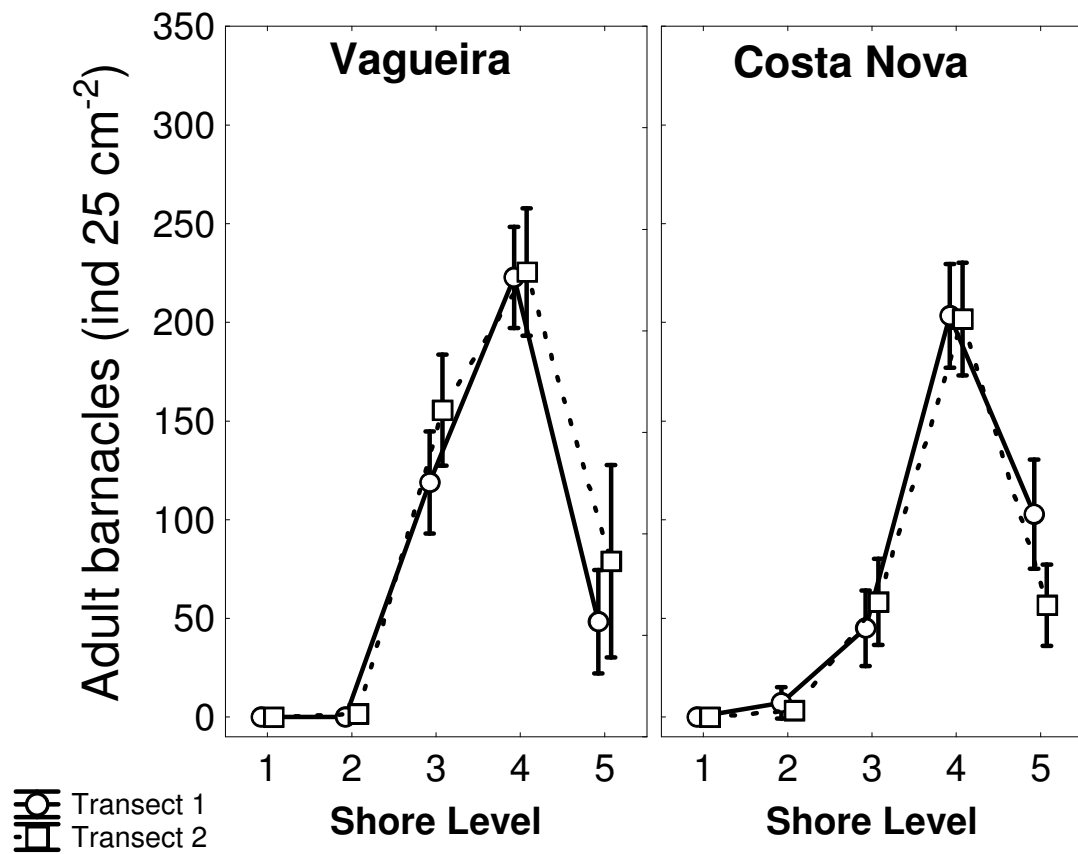 Vagueira
Costa Nova
Adult barnacles (ind 25 cm-2)
350
300
250
200
150
100
50
0
1 2 3 4 5
1 2 3 4 5
Shore Level
Shore Level
Transect 1
Transect 2